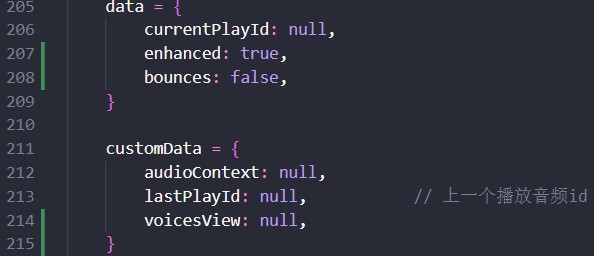 205 data = {
206 currentPlayId: null,
207 enhanced: true,
208 bounces: false,
209 }
210
211 customData = {
212 audioContext: null,
213 lastPlayId: null, // 上一个播放音频id
214 voicesView: null,
215 }